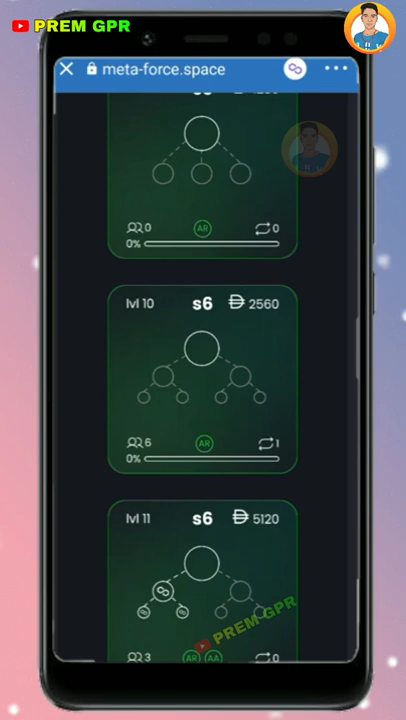 PREM GPR
meta-force.space
0 AR 0
0%
lvl 10 s6 2560
6 AR 1
0%
lvl 11 s6 5120
PREM GPR
3 AR AA 0